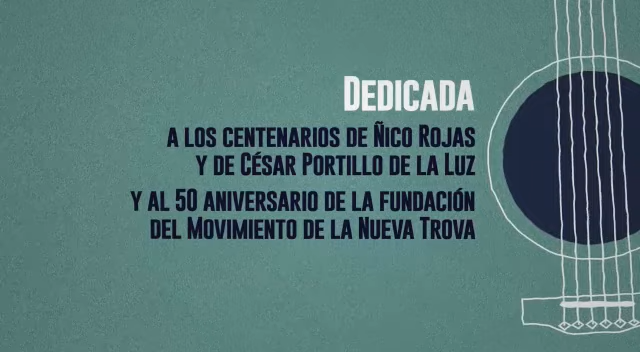 DEDICADA
A LOS CENTENARIOS DE ÑICO ROJAS
Y DE CÉSAR PORTILLO DE LA LUZ
Y AL 50 ANIVERSARIO DE LA FUNDACIÓN
DEL MOVIMIENTO DE LA NUEVA TROVA